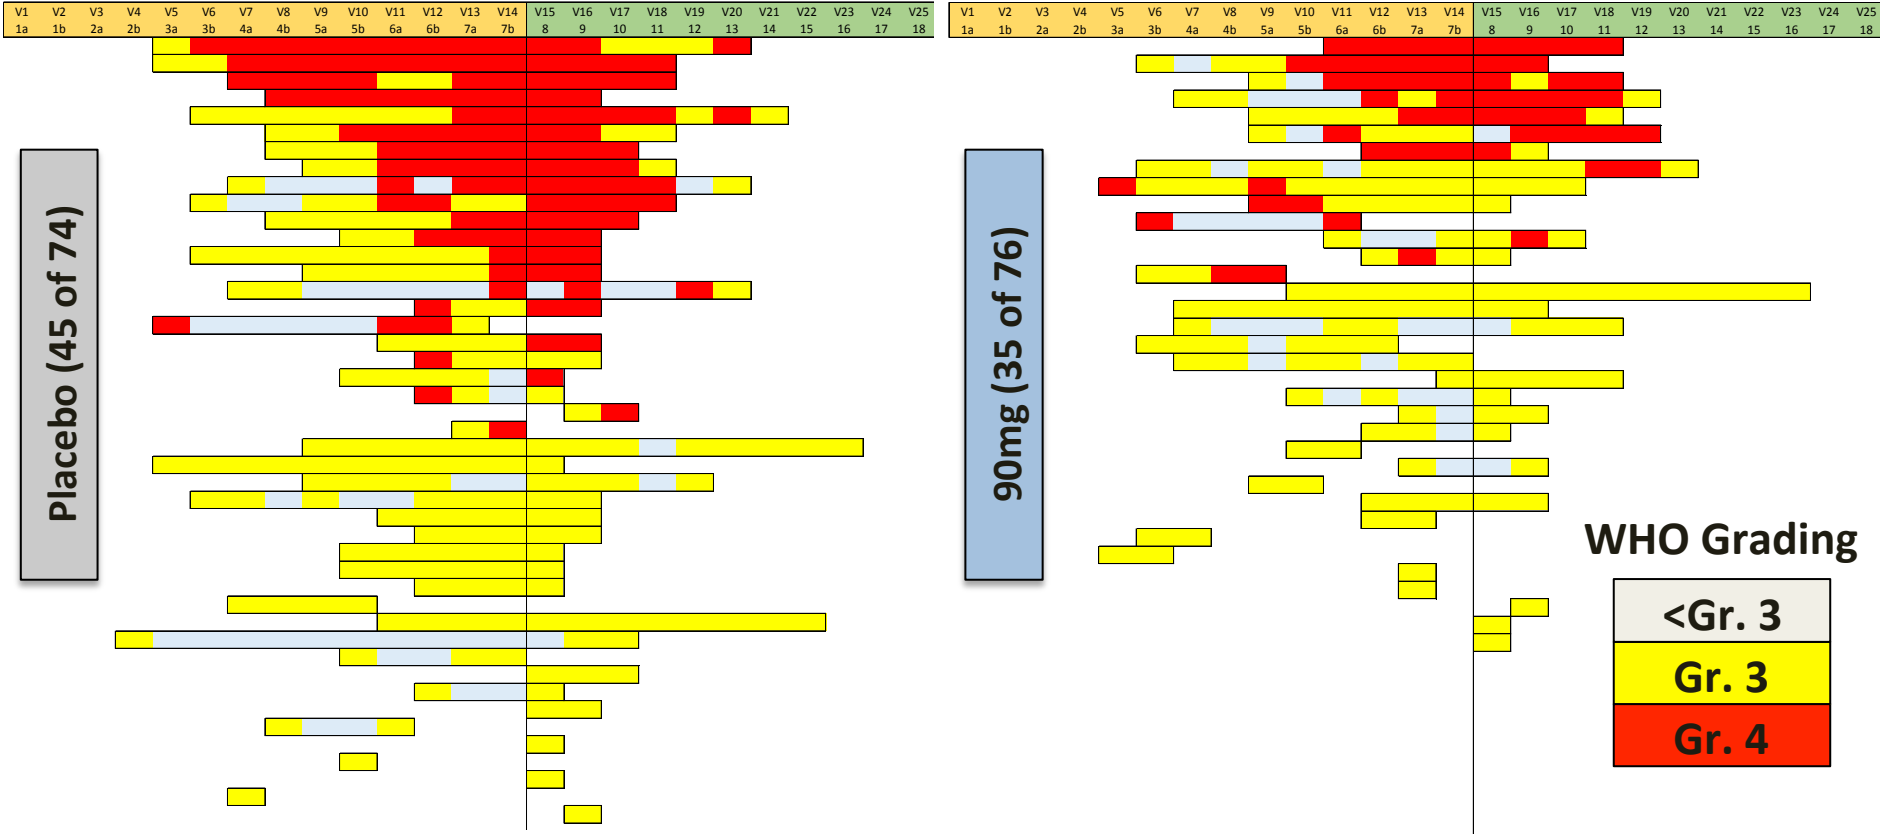 V1 V2 V3 V4 V5 V6 V7 V8 V9 V10 V11 V12 V13 V14 V15 V16 V17 V18 V19 V20 V21 V22 V23 V24 V25
1a 1b 2a 2b 3a 3b 4a 4b 5a 5b 6a 6b 7a 7b 8 9 10 11 12 13 14 15 16 17 18
Placebo (45 of 74)
V1 V2 V3 V4 V5 V6 V7 V8 V9 V10 V11 V12 V13 V14 V15 V16 V17 V18 V19 V20 V21 V22 V23 V24 V25
1a 1b 2a 2b 3a 3b 4a 4b 5a 5b 6a 6b 7a 7b 8 9 10 11 12 13 14 15 16 17 18
90mg (35 of 76)
WHO Grading
<Gr. 3
Gr. 3
Gr. 4